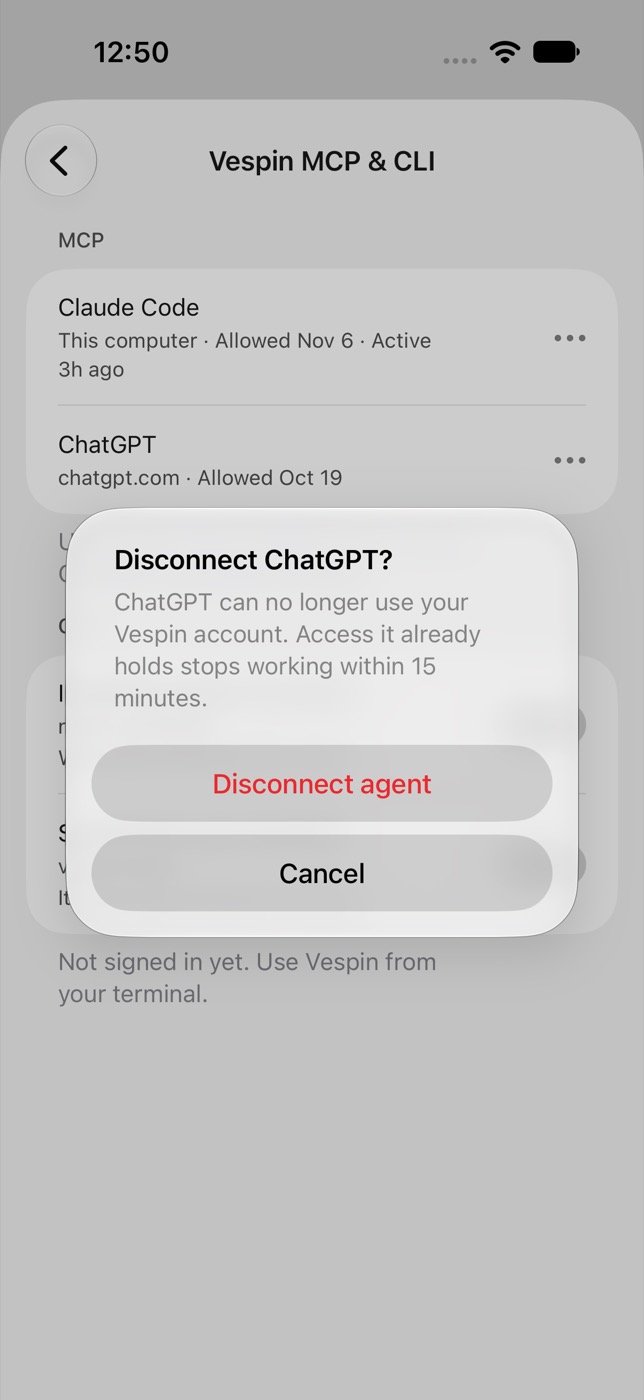 12:50
Vespin MCP & CLI
MCP
Claude Code
This computer · Allowed Nov 6 · Active
3h ago
ChatGPT
chatgpt.com · Allowed Oct 19
Disconnect ChatGPT?
ChatGPT can no longer use your
Vespin account. Access it already
holds stops working within 15
minutes.
Disconnect agent
Cancel
Not signed in yet. Use Vespin from
your terminal.